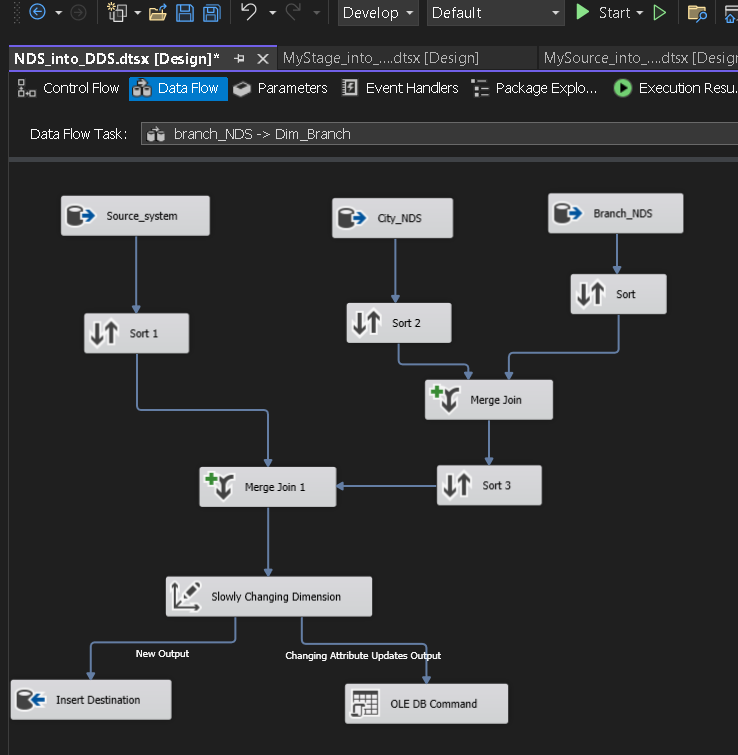 Develop
Default
Start
NDS_into_DDS.dtsx [Design]*
MyStage_into_....dtsx [Design]
MySource_into_....dtsx [Design
Control Flow
Data Flow
Parameters
Event Handlers
Package Explo...
Execution Resu.
Data Flow Task:
branch_NDS -> Dim_Branch
Source_system
City_NDS
Branch_NDS
Sort
Sort 1
Sort 2
Merge Join
Merge Join 1
Sort 3
Slowly Changing Dimension
New Output
Changing Attribute Updates Output
Insert Destination
OLE DB Command